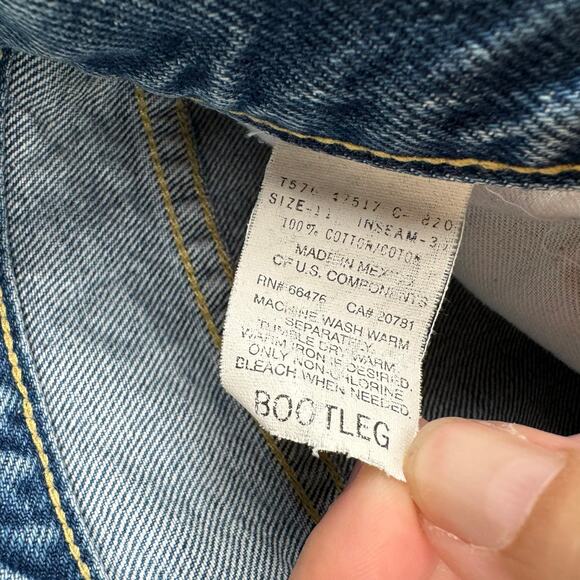 SIZE-11 INSEAM-
100% COTTON/COTON
MADE IN MEXICO
OF U.S. COMPONENTS
RN# 66476 CA# 20781
MACHINE WASH WARM
SEPARATELY.
TUMBLE DRY WARM.
WARM IRON IF DESIRED.
ONLY NON-CHLORINE
BLEACH WHEN NEEDED.
BOOTLEG